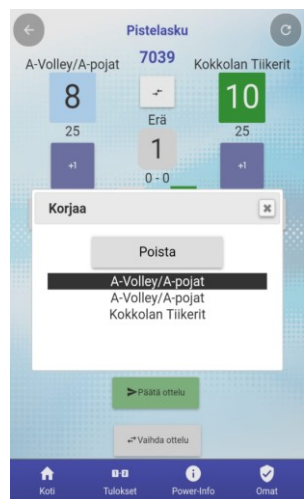 Pistelasku
A-Volley/A-pojat
7039
Kokkolan Tiikerit
8
10
Erä
25
25
1
+1
+1
0 - 0
Korjaa
Poista
A-Volley/A-pojat
A-Volley/A-pojat
Kokkolan Tiikerit
Päätä ottelu
Vaihda ottelu
Koti
Tulokset
Power-Info
Omat